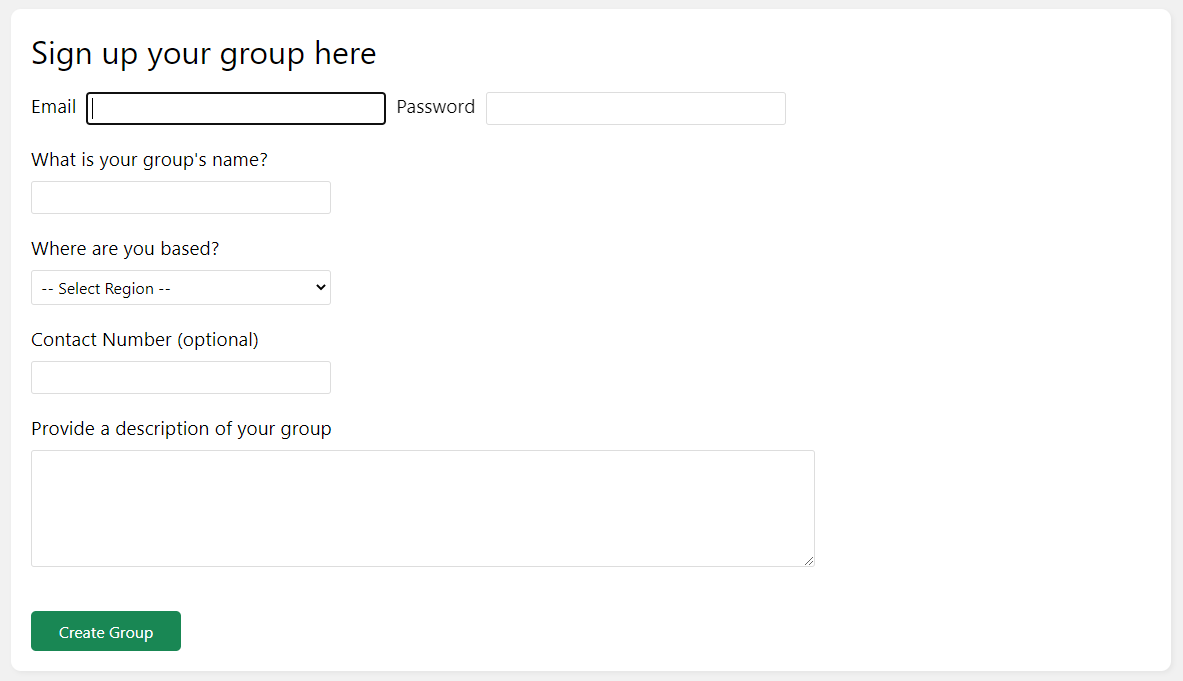 Sign up your group here
Email Password
What is your group's name?
Where are you based?
-- Select Region --
Contact Number (optional)
Provide a description of your group
Create Group